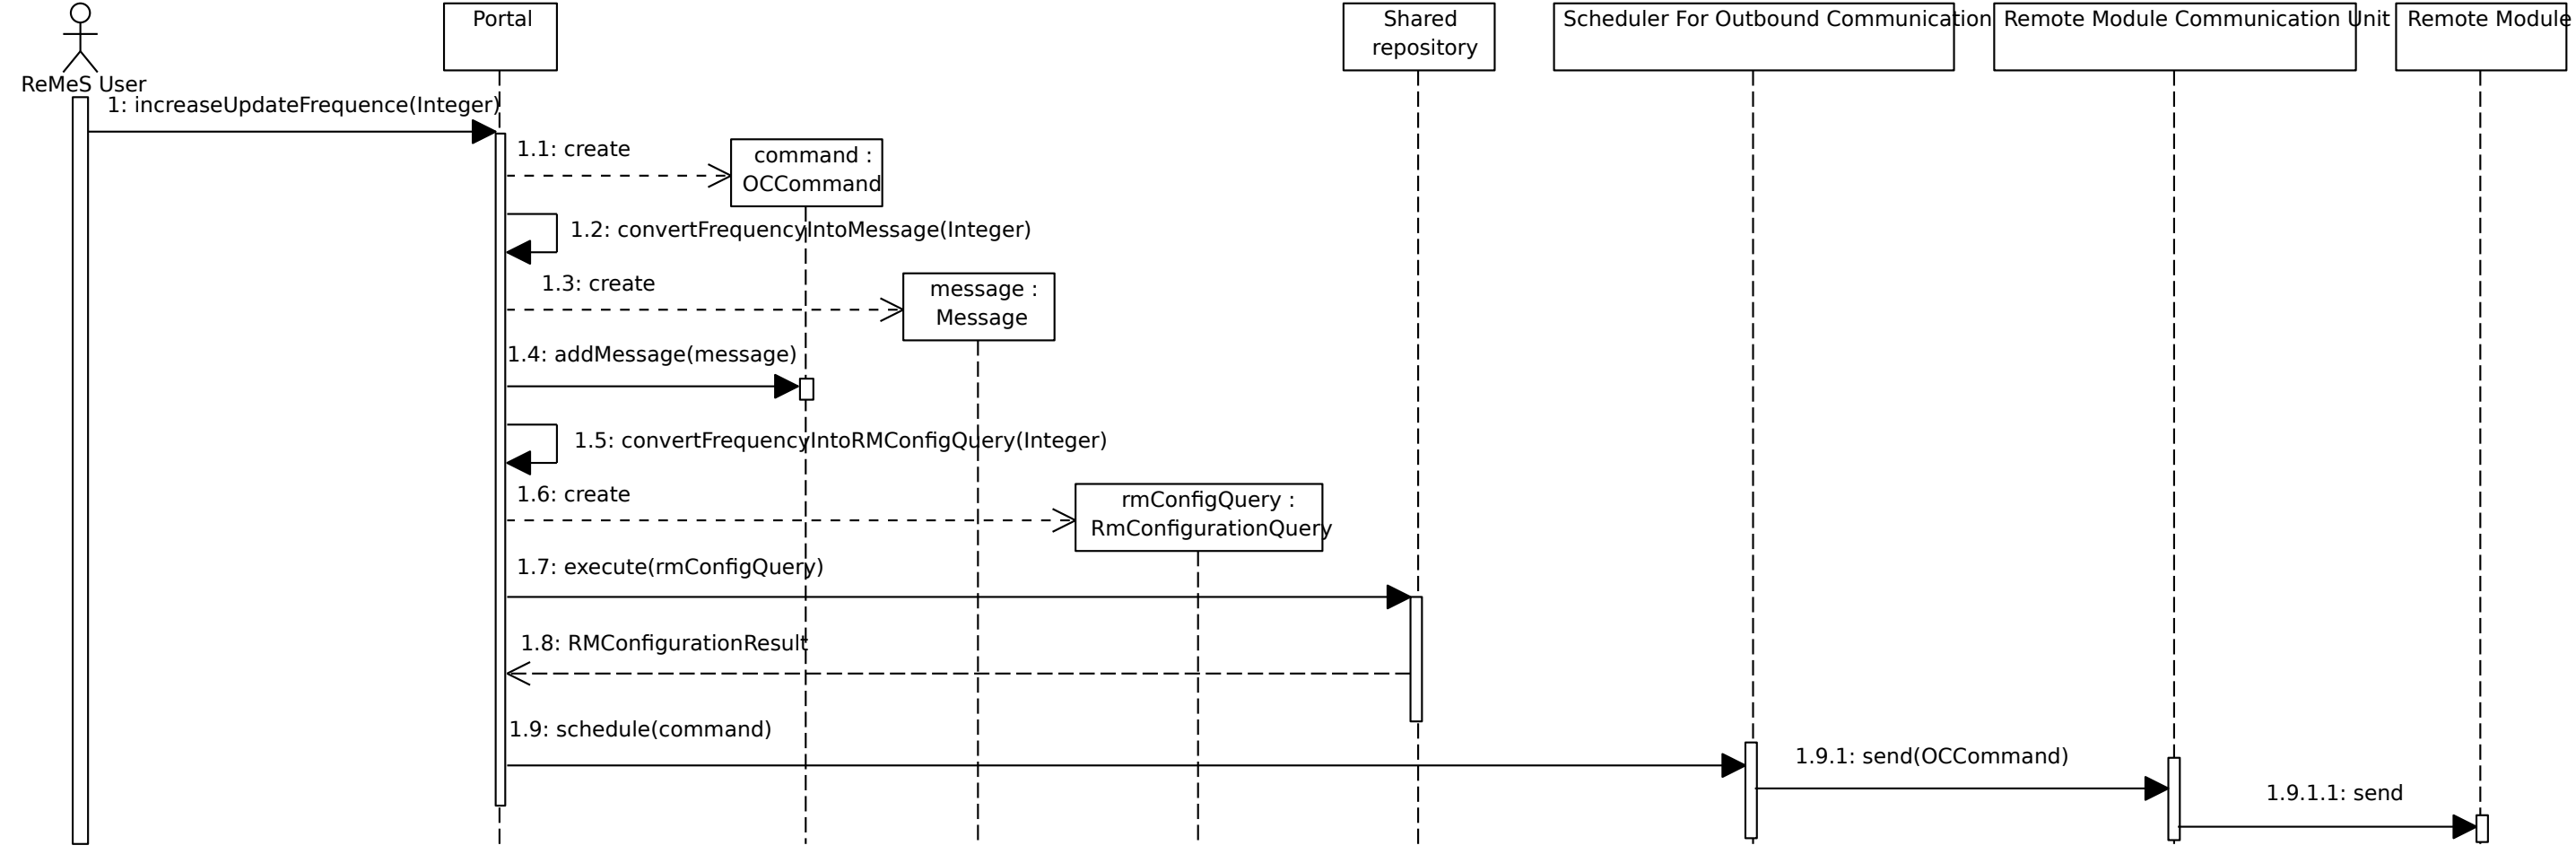 Portal
Shared
repository
Scheduler For Outbound Communication
Remote Module Communication Unit
Remote Module
ReMeS User
1: increaseUpdateFrequence(Integer)
1.1: create
command :
OCCommand
1.2: convertFrequencyIntoMessage(Integer)
1.3: create
message :
Message
1.4: addMessage(message)
1.5: convertFrequencyIntoRMConfigQuery(Integer)
1.6: create
rmConfigQuery :
RmConfigurationQuery
1.7: execute(rmConfigQuery)
1.8: RMConfigurationResult
1.9: schedule(command)
1.9.1: send(OCCommand)
1.9.1.1: send